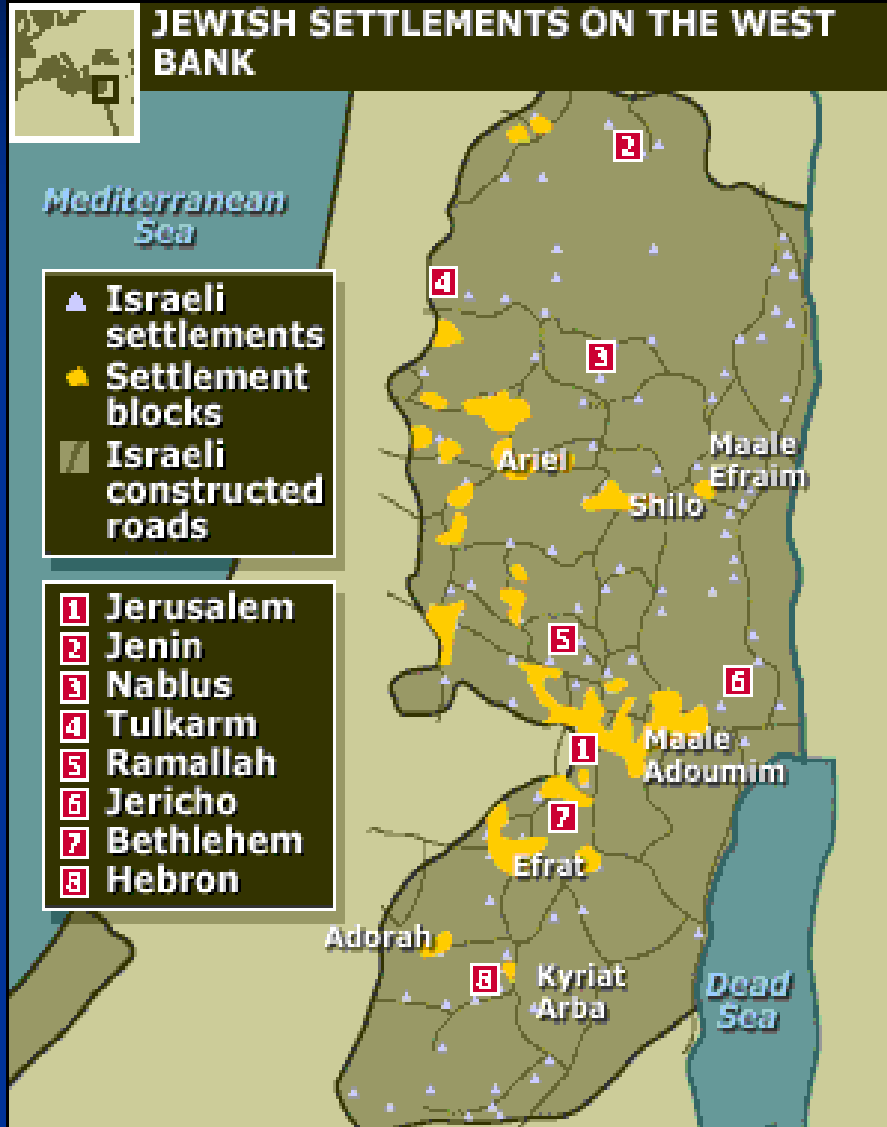 JEWISH SETTLEMENTS ON THE WEST
BANK
2
Mediterranean
Sea
4
Israeli
settlements
Settlement
blocks
Israeli
constructed
roads
3
Maale
Efraim
Ariel
Shilo
1 Jerusalem
2 Jenin
3 Nablus
4 Tulkarm
5 Ramallah
6 Jericho
7 Bethlehem
8 Hebron
5
6
1
Maale
Adoumim
7
Efrat
Adorah
8
Kyriat
Arba
Dead
Sea